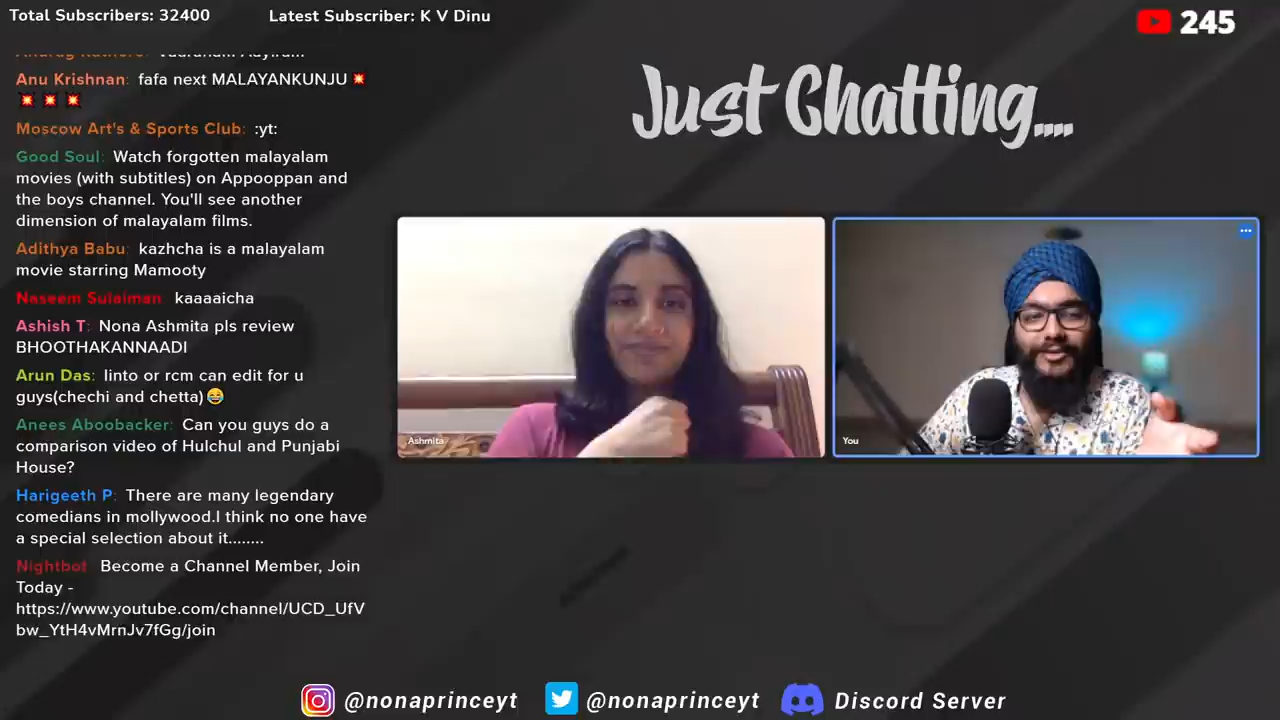 Total Subscribers: 32400
Latest Subscriber: K V Dinu
245
Just Chatting....
Anu Krishnan: fafa next MALAYANKUNJU 💥
💥 💥 💥
Moscow Art's & Sports Club: :yt:
Good Soul: Watch forgotten malayalam
movies (with subtitles) on Appooppan and
the boys channel. You'll see another
dimension of malayalam films.
Adithya Babu: kazhcha is a malayalam
movie starring Mamooty
Naseem Sulaiman: kaaaaicha
Ashish T: Nona Ashmita pls review
BHOOTHAKANNAADI
Arun Das: linto or rcm can edit for u
guys(chechi and chetta)😂
Anees Aboobacker: Can you guys do a
comparison video of Hulchul and Punjabi
House?
Harigeeth P: There are many legendary
comedians in mollywood.I think no one have
a special selection about it........
Nightbot: Become a Channel Member, Join
Today -
https://www.youtube.com/channel/UCD_UfV
bw_YtH4vMrnJv7fGg/join
Ashmita
You
@nonaprinceyt
@nonaprinceyt
Discord Server